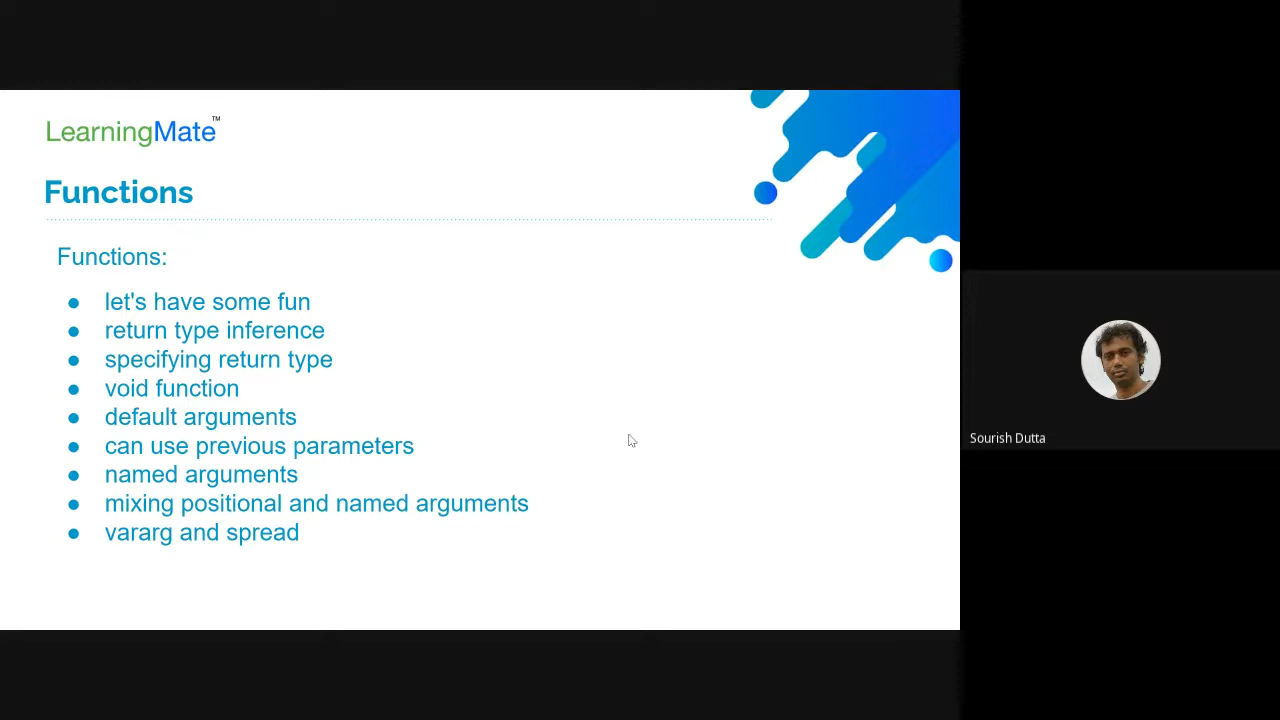 LearningMate™
Functions
Functions:
● let's have some fun
● return type inference
● specifying return type
● void function
● default arguments
● can use previous parameters
● named arguments
● mixing positional and named arguments
● vararg and spread
Sourish Dutta